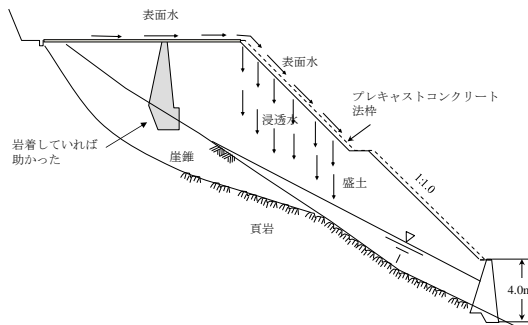 表面水
表面水
プレキャストコンクリート
法枠
浸透水
岩着していれば
助かった
崖錐
盛土
1:1.0
頁岩
4.0m